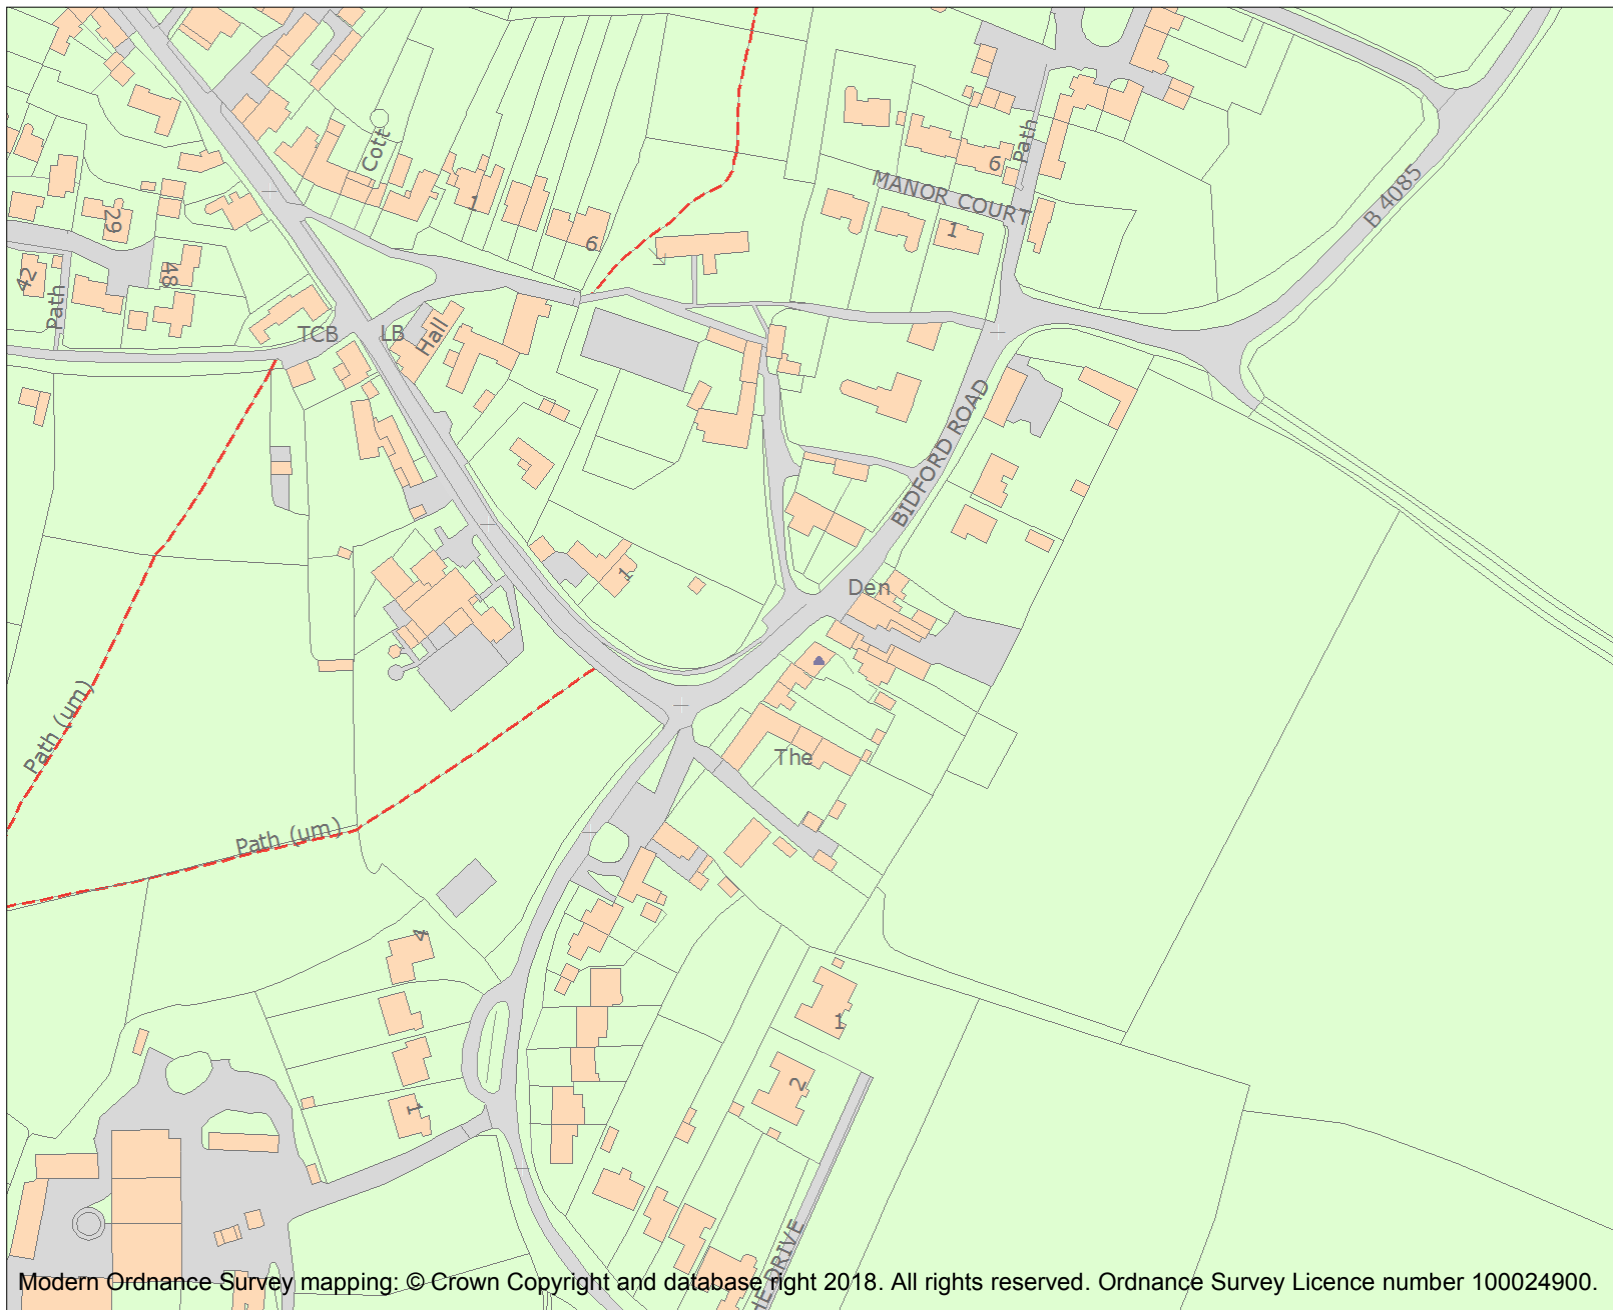 Cott
Path
6
MANOR COURT
1
B 4085
29
1
6
42
48
Path
TCB
LB
Hall
BIDFORD ROAD
1
Den
Path (um)
The
Path (um)
4
1
2
1
HE DRIVE
Modern Ordnance Survey mapping: © Crown Copyright and database right 2018. All rights reserved. Ordnance Survey Licence number 100024900.